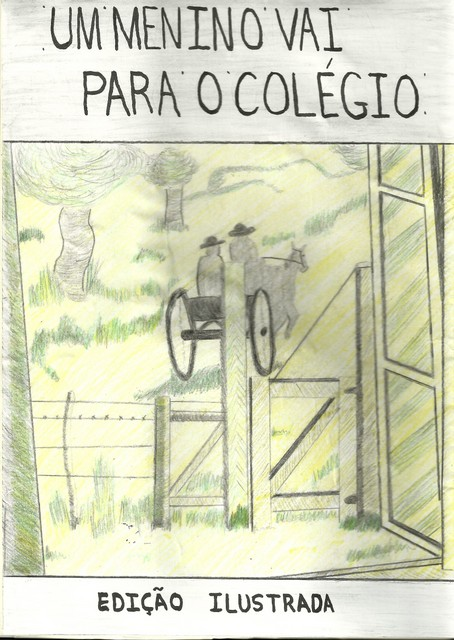 UM MENINO VAI
PARA O COLÉGIO
EDIÇÃO ILUSTRADA